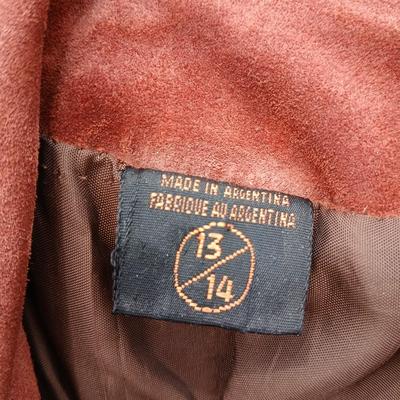 MADE IN ARGENTINA
FABRIQUE AU ARGENTINA
13
14